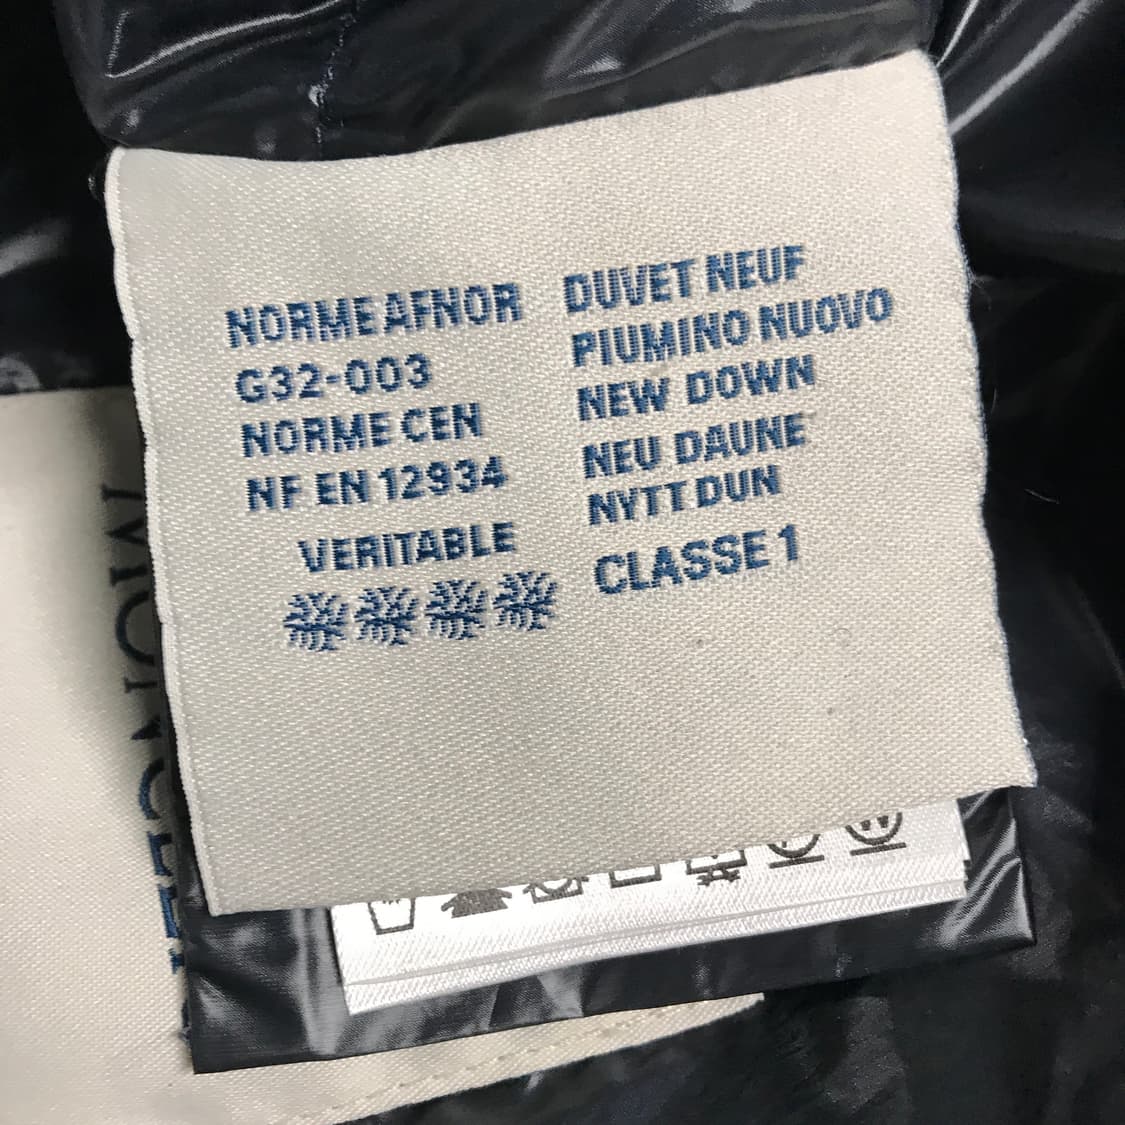 NORME AFNOR
G32-003
NORME CEN
NF EN 12934
VERITABLE
DUVET NEUF
PIUMINO NUOVO
NEW DOWN
NEU DAUNE
NYTT DUN
CLASSE 1